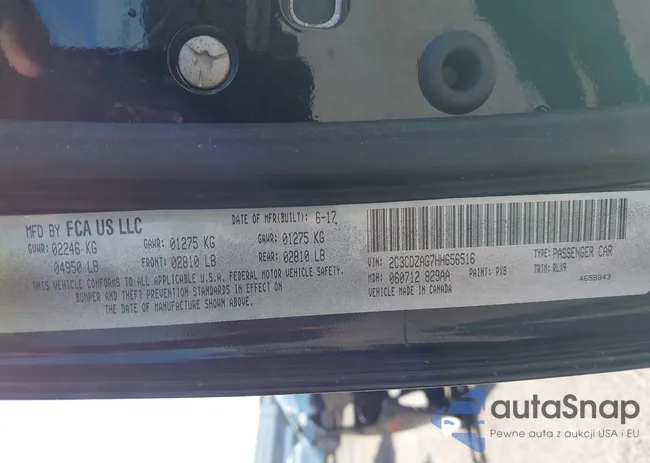 MFD BY FCA US LLC
DATE OF MFR(BUILT): 6-17
GVWR: 02246 KG
GAWR: 01275 KG
GAWR: 01275 KG
04950 LB
FRONT: 02810 LB
REAR: 02810 LB
THIS VEHICLE CONFORMS TO ALL APPLICABLE U.S.A. FEDERAL MOTOR VEHICLE SAFETY,
BUMPER AND THEFT PREVENTION STANDARDS IN EFFECT ON
THE DATE OF MANUFACTURE SHOWN ABOVE.
VIN: 2C3CDZAG7HH656516
TYPE: PASSENGER CAR
MDH: 060712 829AA
PAINT: PX8
TRIM: RLV9
VEHICLE MADE IN CANADA
4658943
autoSnap
Pewne auta z aukcji USA i EU